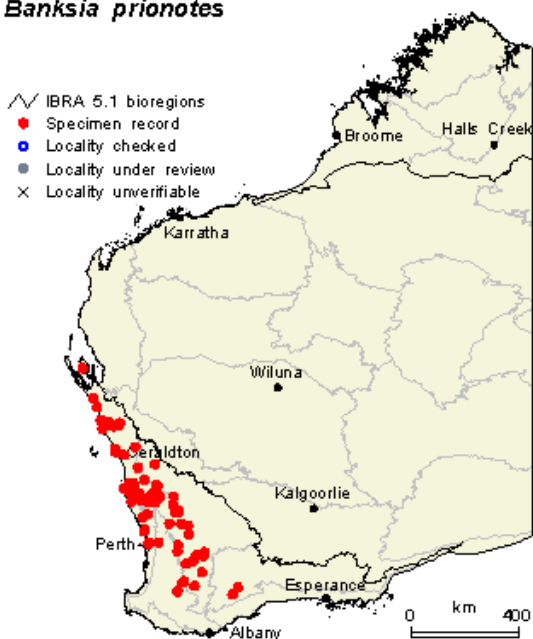 Banksia prionotes
IBRA 5.1 bioregions
Specimen record
Locality checked
Locality under review
Locality unverifiable
Broome
Halls Creek
Karratha
Wiluna
Geraldton
Kalgoorlie
Perth
Esperance
Albany
km
0 400